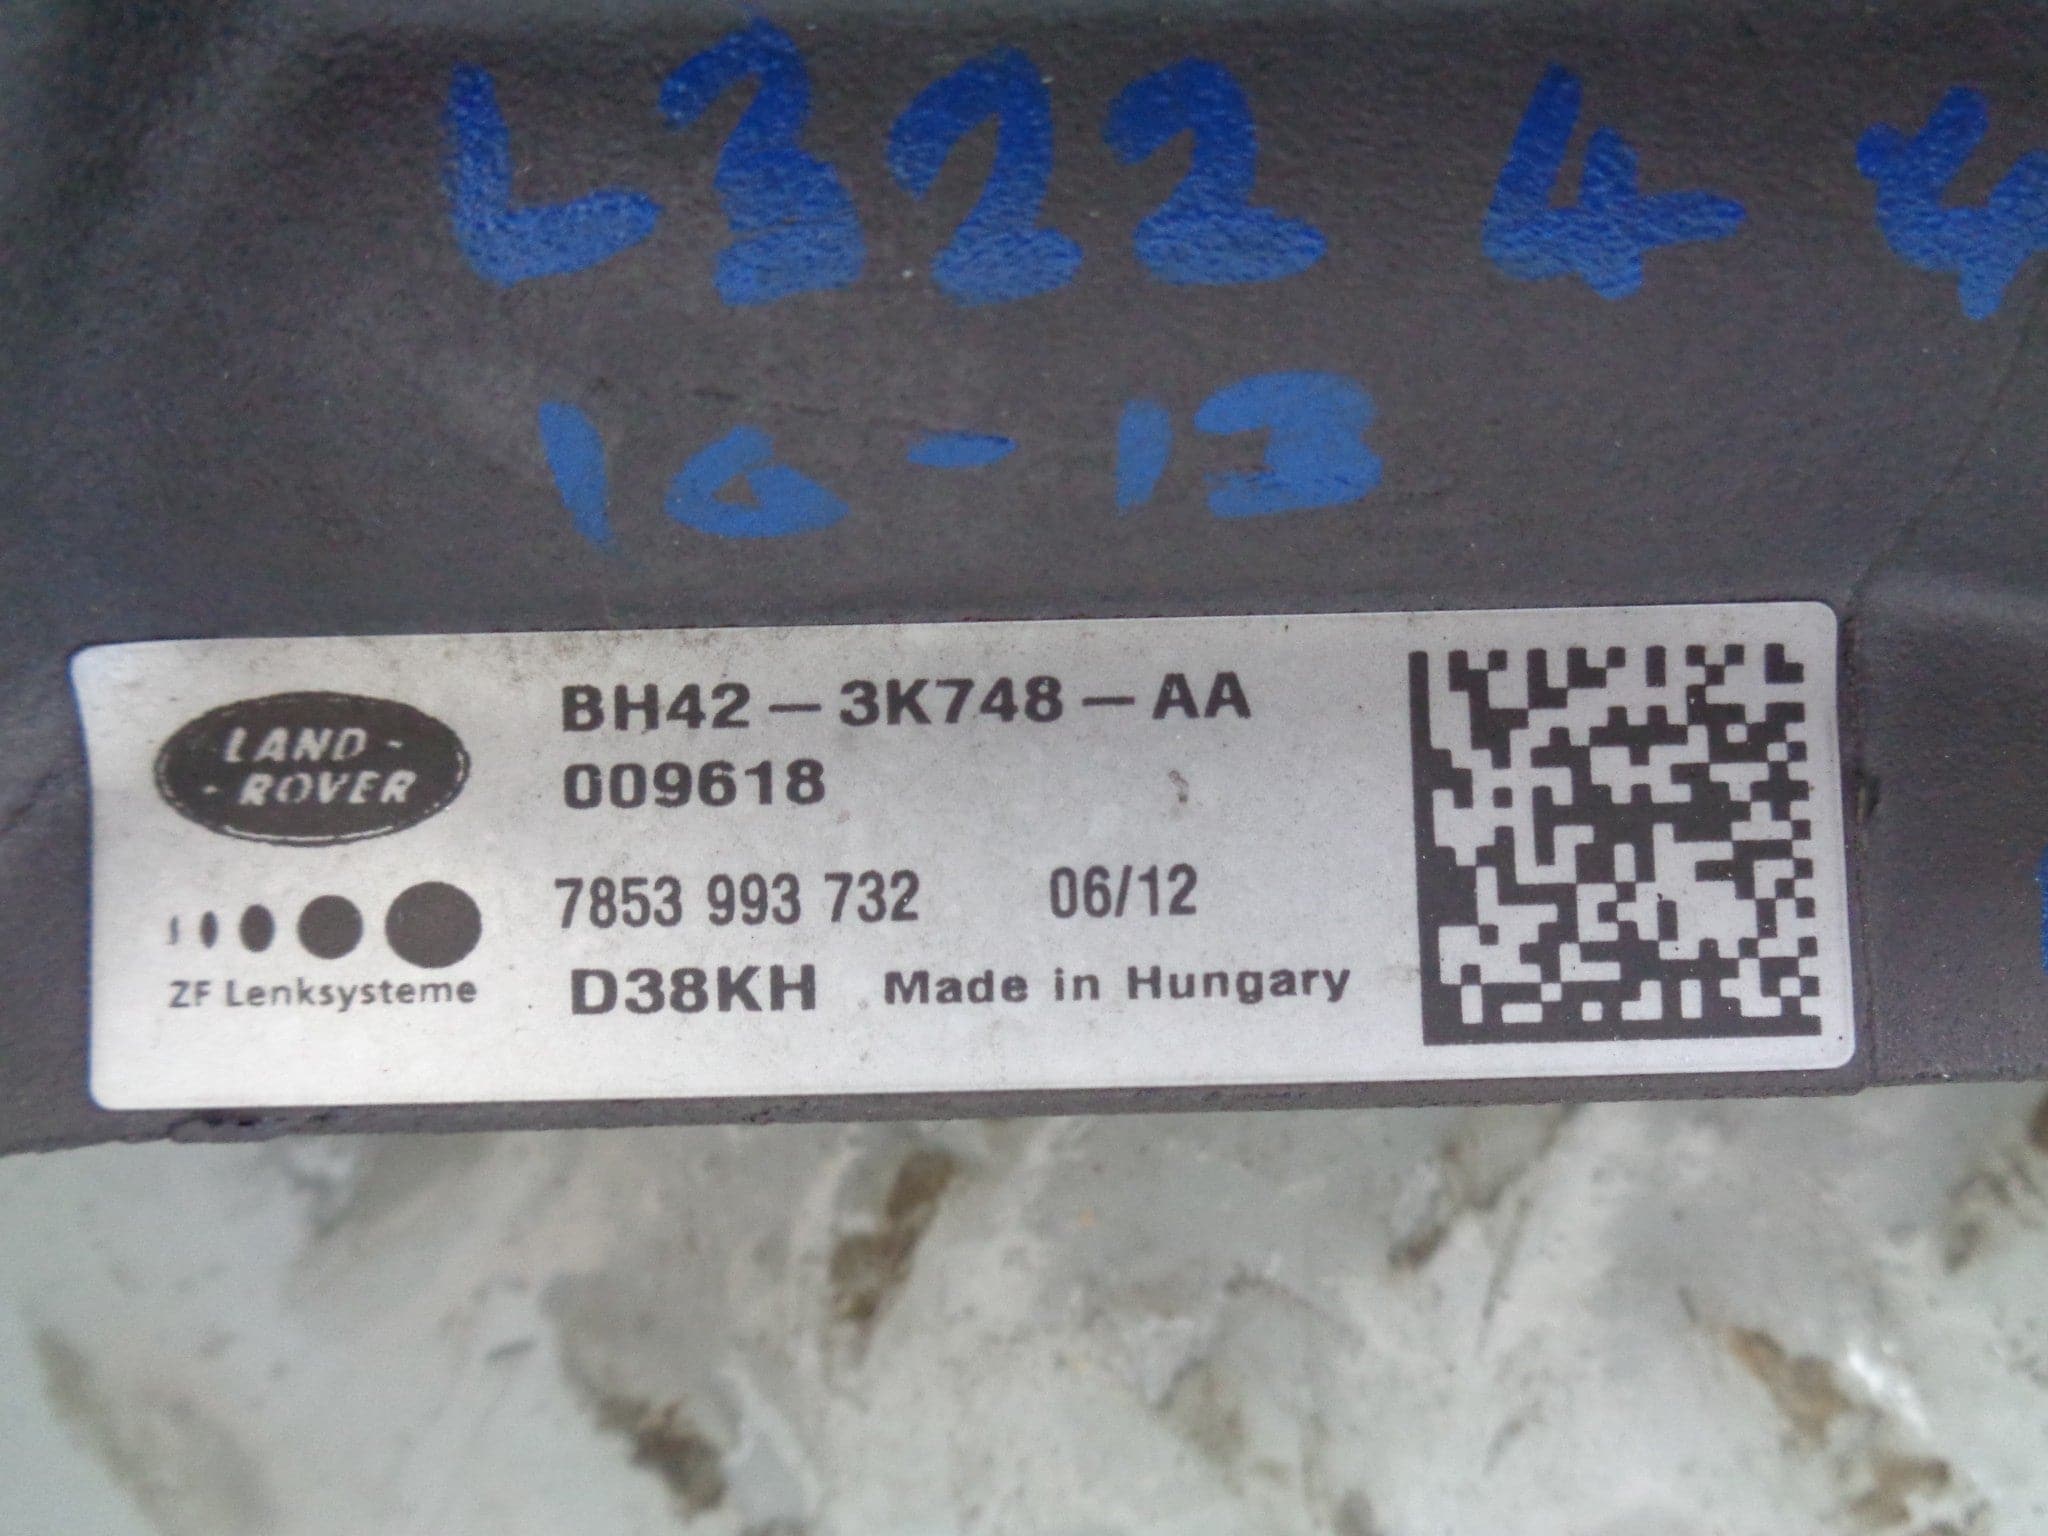 L322 4 4
10-13
LAND -
- ROVER
BH42-3K748-AA
009618
7853 993 732 06/12
ZF Lenksysteme
D38KH Made in Hungary